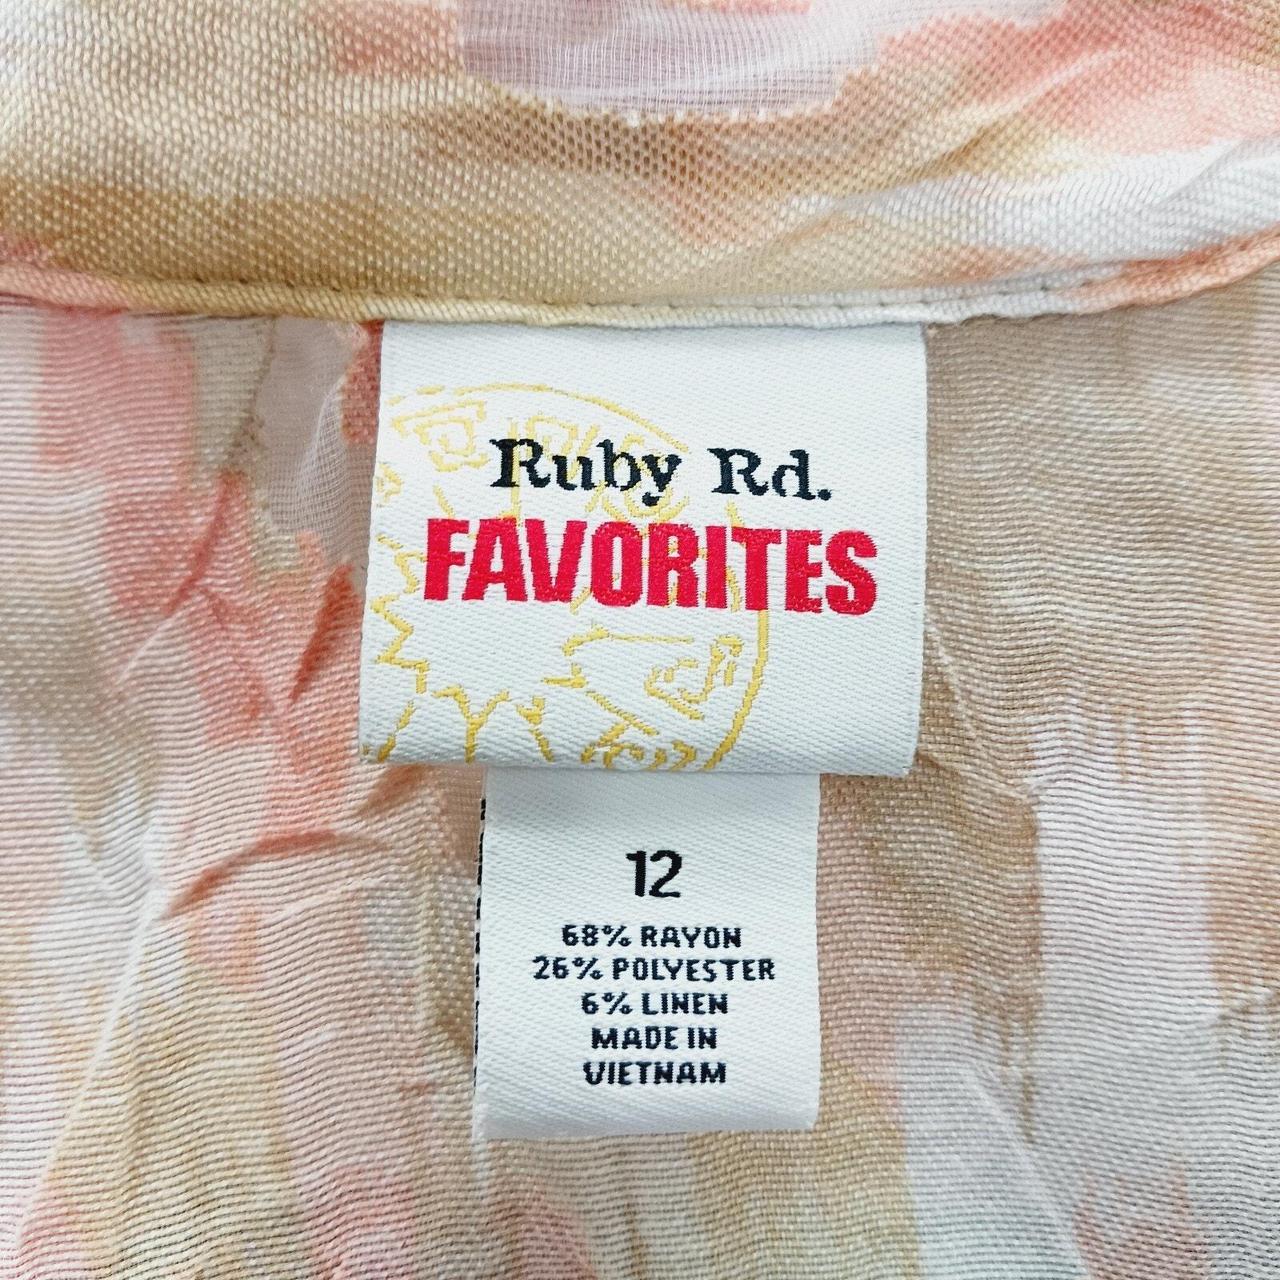 Ruby Rd.
FAVORITES
12
68% RAYON
26% POLYESTER
6% LINEN
MADE IN
VIETNAM